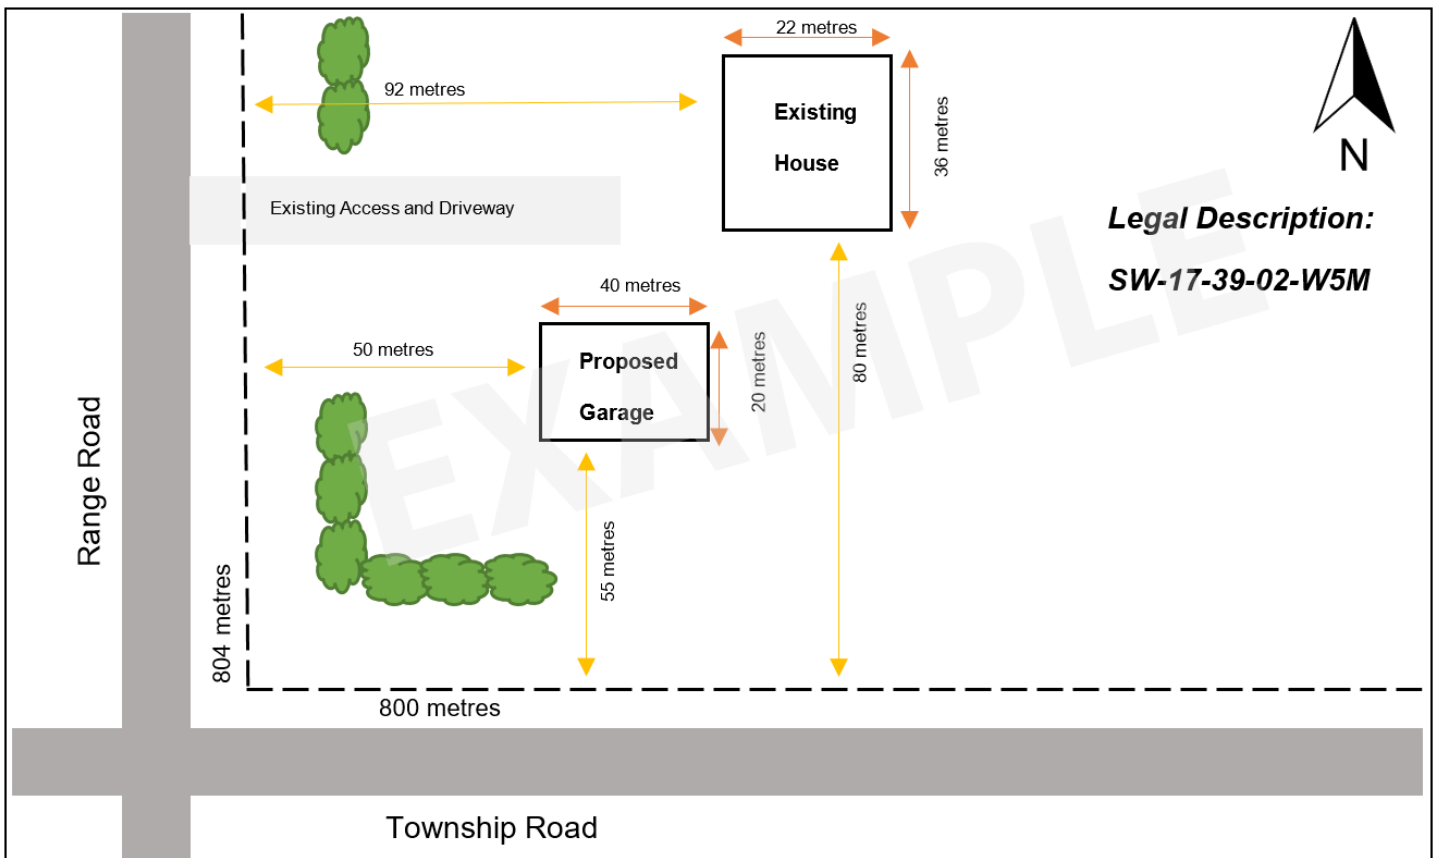 22 metres
92 metres
Existing
House
36 metres
N
Existing Access and Driveway
Legal Description:
SW-17-39-02-W5M
40 metres
50 metres
Proposed
Garage
20 metres
80 metres
EXAMPLE
Range Road
55 metres
804 metres
800 metres
Township Road